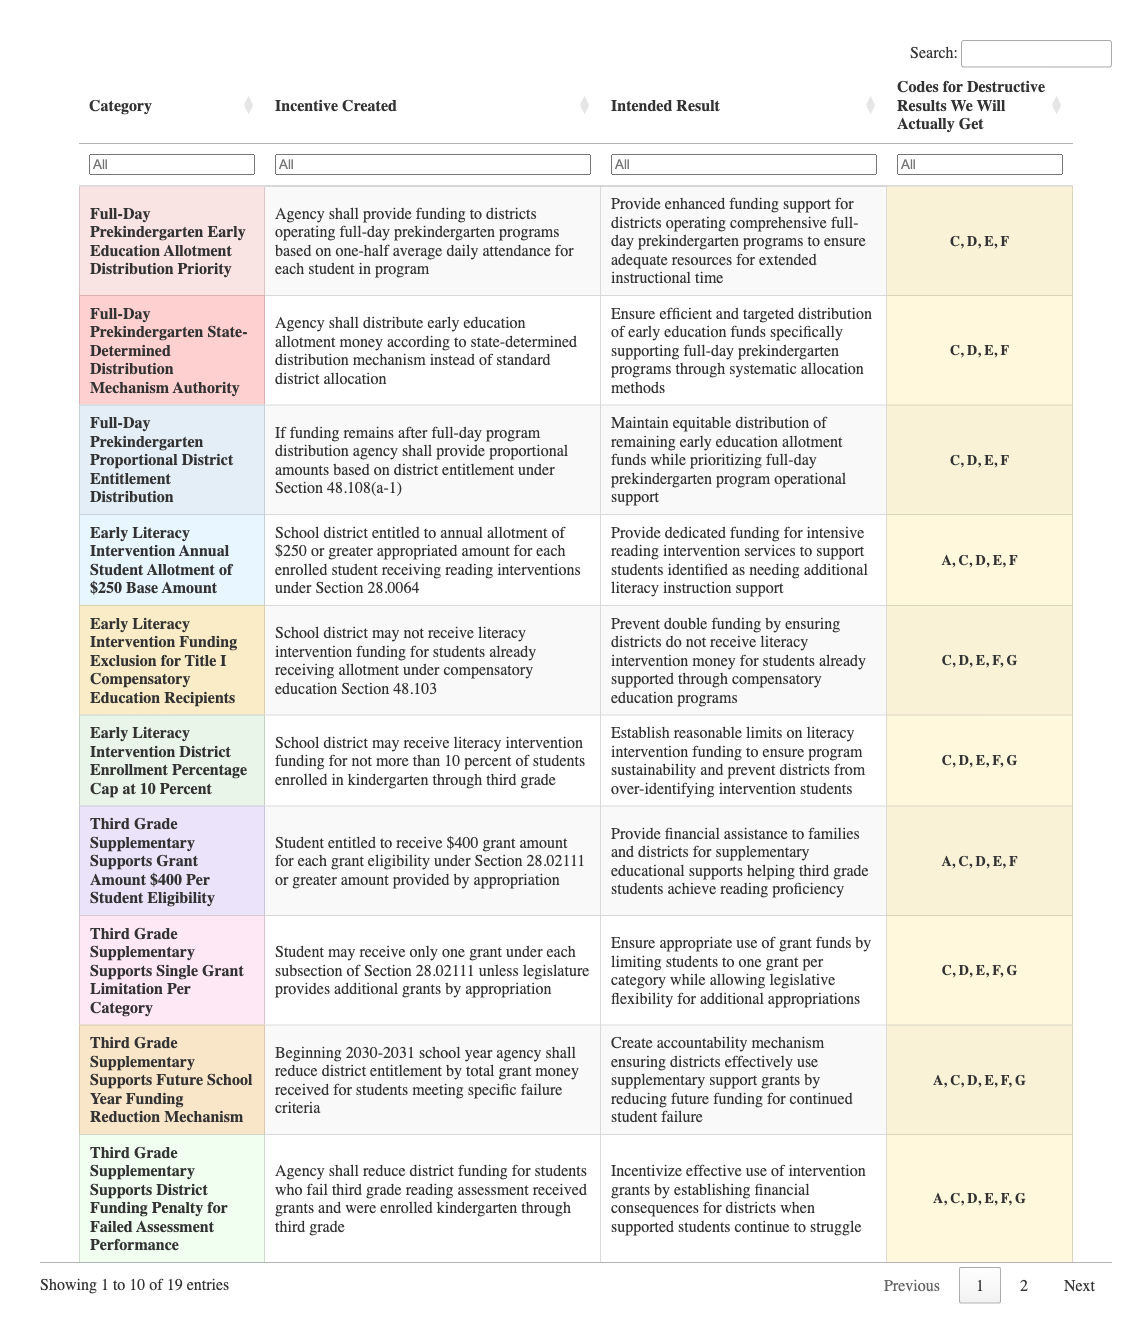 Search:
Category
Incentive Created
Intended Result
Codes for Destructive
Results We Will
Actually Get
All
All
All
All
Full-Day
Prekindergarten Early
Education Allotment
Distribution Priority
Agency shall provide funding to districts
operating full-day prekindergarten programs
based on one-half average daily attendance for
each student in program
Provide enhanced funding support for
districts operating comprehensive full-
day prekindergarten programs to ensure
adequate resources for extended
instructional time
C, D, E, F
Full-Day
Prekindergarten State-
Determined
Distribution
Mechanism Authority
Agency shall distribute early education
allotment money according to state-determined
distribution mechanism instead of standard
district allocation
Ensure efficient and targeted distribution
of early education funds specifically
supporting full-day prekindergarten
programs through systematic allocation
methods
C, D, E, F
Full-Day
Prekindergarten
Proportional District
Entitlement
Distribution
If funding remains after full-day program
distribution agency shall provide proportional
amounts based on district entitlement under
Section 48.108(a-1)
Maintain equitable distribution of
remaining early education allotment
funds while prioritizing full-day
prekindergarten program operational
support
C, D, E, F
Early Literacy
Intervention Annual
Student Allotment of
$250 Base Amount
School district entitled to annual allotment of
$250 or greater appropriated amount for each
enrolled student receiving reading interventions
under Section 28.0064
Provide dedicated funding for intensive
reading intervention services to support
students identified as needing additional
literacy instruction support
A, C, D, E, F
Early Literacy
Intervention Funding
Exclusion for Title I
Compensatory
Education Recipients
School district may not receive literacy
intervention funding for students already
receiving allotment under compensatory
education Section 48.103
Prevent double funding by ensuring
districts do not receive literacy
intervention money for students already
supported through compensatory
education programs
C, D, E, F, G
Early Literacy
Intervention District
Enrollment Percentage
Cap at 10 Percent
School district may receive literacy intervention
funding for not more than 10 percent of students
enrolled in kindergarten through third grade
Establish reasonable limits on literacy
intervention funding to ensure program
sustainability and prevent districts from
over-identifying intervention students
C, D, E, F, G
Third Grade
Supplementary
Supports Grant
Amount $400 Per
Student Eligibility
Student entitled to receive $400 grant amount
for each grant eligibility under Section 28.02111
or greater amount provided by appropriation
Provide financial assistance to families
and districts for supplementary
educational supports helping third grade
students achieve reading proficiency
A, C, D, E, F
Third Grade
Supplementary
Supports Single Grant
Limitation Per
Category
Student may receive only one grant under each
subsection of Section 28.02111 unless legislature
provides additional grants by appropriation
Ensure appropriate use of grant funds by
limiting students to one grant per
category while allowing legislative
flexibility for additional appropriations
C, D, E, F, G
Third Grade
Supplementary
Supports Future School
Year Funding
Reduction Mechanism
Beginning 2030-2031 school year agency shall
reduce district entitlement by total grant money
received for students meeting specific failure
criteria
Create accountability mechanism
ensuring districts effectively use
supplementary support grants by
reducing future funding for continued
student failure
A, C, D, E, F, G
Third Grade
Supplementary
Supports District
Funding Penalty for
Failed Assessment
Performance
Agency shall reduce district funding for students
who fail third grade reading assessment received
grants and were enrolled kindergarten through
third grade
Incentivize effective use of intervention
grants by establishing financial
consequences for districts when
supported students continue to struggle
A, C, D, E, F, G
Showing 1 to 10 of 19 entries
Previous
1
2
Next